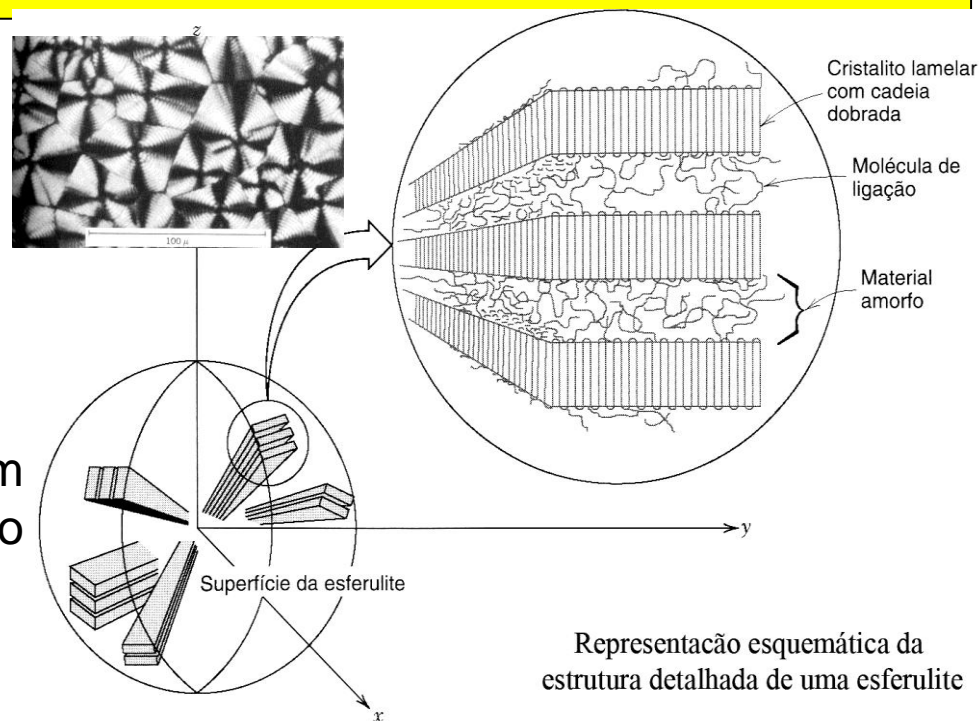 z
100 μ
Cristalito lamelar
com cadeia
dobrada
Molécula de
ligação
Material
amorfo
m
o
y
Superfície da esferulite
x
Representacão esquemática da
estrutura detalhada de uma esferulite